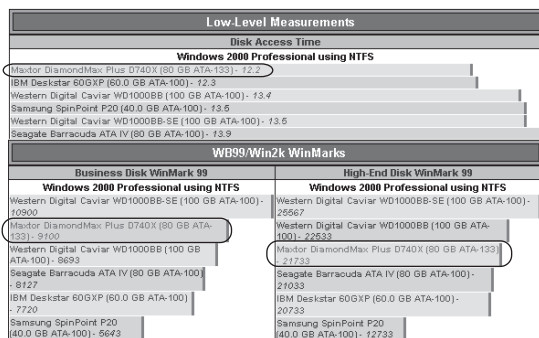 Low-Level Measurements
Disk Access Time
Windows 2000 Professional using NTFS
Maxtor DiamondMax Plus D740X (80 GB ATA-133) - 12.2
IBM Deskstar 60GXP (60.0 GB ATA-100) - 12.3
Western Digital Caviar WD1000BB (100 GB ATA-100) - 13.4
Samsung SpinPoint P20 (40.0 GB ATA-100) - 13.5
Western Digital Caviar WD1000BB-SE (100 GB ATA-100) - 13.5
Seagate Barracuda ATA IV (80 GB ATA-100) - 13.9
WB99/Win2k WinMarks
Business Disk WinMark 99
Windows 2000 Professional using NTFS
Western Digital Caviar WD1000BB-SE (100 GB ATA-100) -
10900
Maxtor DiamondMax Plus D740X (80 GB ATA-
133) - 9100
Western Digital Caviar WD1000BB (100 GB
ATA-100) - 8693
Seagate Barracuda ATA IV (80 GB ATA-100)
- 8127
IBM Deskstar 60GXP (60.0 GB ATA-100)
- 7720
Samsung SpinPoint P20
(40.0 GB ATA-100) - 5643
High-End Disk WinMark 99
Windows 2000 Professional using NTFS
Western Digital Caviar WD1000BB-SE (100 GB ATA-100) -
25567
Western Digital Caviar WD1000BB (100 GB ATA-
100) - 22533
Maxtor DiamondMax Plus D740X (80 GB ATA-133)
- 21733
Seagate Barracuda ATA IV (80 GB ATA-100) -
21033
IBM Deskstar 60GXP (60.0 GB ATA-100) -
20733
Samsung SpinPoint P20
(40.0 GB ATA-100) - 12733